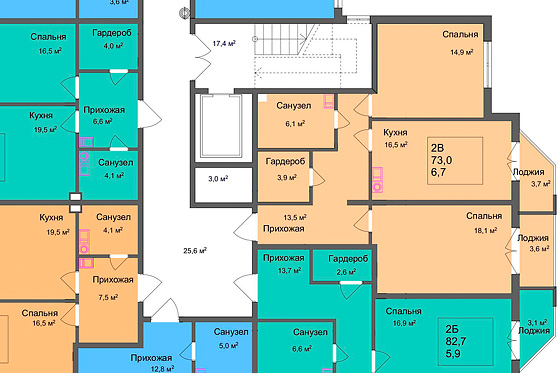 3,6 м²
Спальня
16,5 м²
Гардероб
4,0 м²
17,4 м²
Спальня
14,9 м²
Кухня
19,5 м²
Прихожая
6,6 м²
Санузел
6,1 м²
Кухня
16,5 м²
2В
73,0
6,7
Санузел
4,1 м²
Гардероб
3,9 м²
3,0 м²
Лоджия
3,7 м²
Кухня
19,5 м²
Санузел
4,1 м²
13,5 м²
Прихожая
Спальня
18,1 м²
Лоджия
3,6 м²
25,6 м²
Прихожая
13,7 м²
Гардероб
2,6 м²
Прихожая
7,5 м²
Спальня
16,5 м²
Санузел
5,0 м²
Санузел
6,6 м²
Спальня
16,9 м²
2Б
82,7
5,9
3,1 м²
Лоджия
Прихожая
12,8 м²